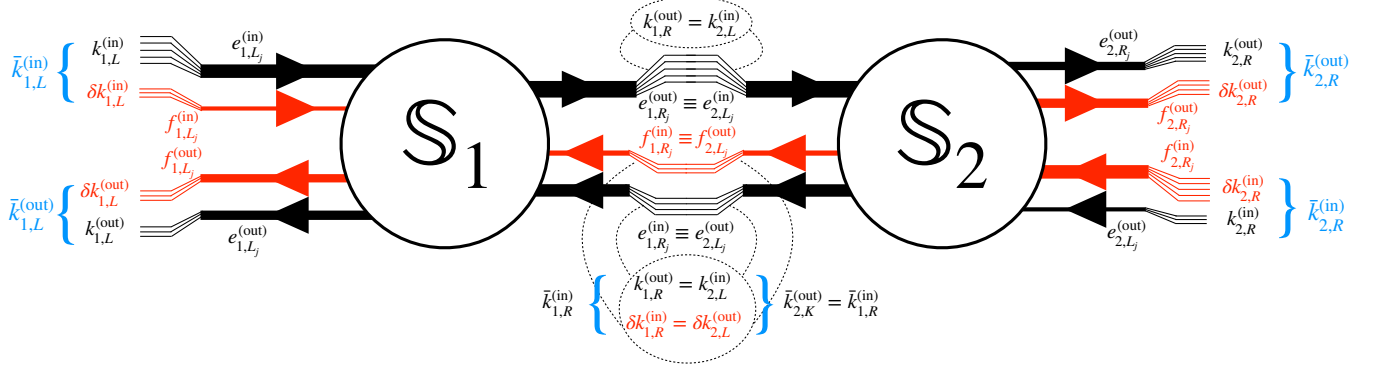 k_{1,R}^{(out)} = k_{2,L}^{(in)}
k_{1,L}^{(in)}
e_{1,L_j}^{(in)}
k̄_{1,L}^{(in)} {
δk_{1,L}^{(in)}
f_{1,L_j}^{(in)}
f_{1,L_j}^{(out)}
k̄_{1,L}^{(out)} {
δk_{1,L}^{(out)}
k_{1,L}^{(out)}
e_{1,L_j}^{(out)}
𝕊_1
e_{1,R_j}^{(out)} ≡ e_{2,L_j}^{(in)}
f_{1,R_j}^{(in)} ≡ f_{2,L_j}^{(out)}
e_{1,R_j}^{(in)} ≡ e_{2,L_j}^{(out)}
k̄_{1,R}^{(in)} {
k_{1,R}^{(out)} = k_{2,L}^{(in)}
δk_{1,R}^{(in)} = δk_{2,L}^{(out)}
} k̄_{2,K}^{(out)} = k̄_{1,R}^{(in)}
𝕊_2
e_{2,R_j}^{(out)}
k_{2,R}^{(out)}
δk_{2,R}^{(out)}
} k̄_{2,R}^{(out)}
f_{2,R_j}^{(out)}
f_{2,R_j}^{(in)}
δk_{2,R}^{(in)}
k_{2,R}^{(in)}
} k̄_{2,R}^{(in)}
e_{2,L_j}^{(out)}